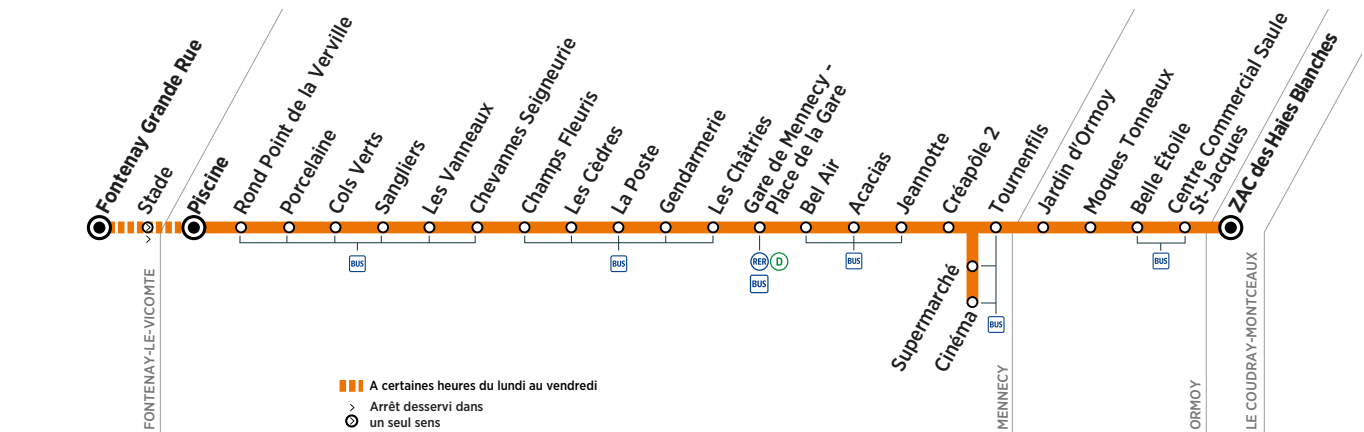 Fontenay Grande Rue
Stade
Piscine
Rond Point de la Verville
Porcelaine
Cols Verts
Sangliers
Les Vanneaux
Chevannes Seigneurie
Champs Fleuris
Les Cèdres
La Poste
Gendarmerie
Les Châtries
Gare de Mennecy -
Place de la Gare
Bel Air
Acacias
Jeannotte
Créapôle 2
Tournenfils
Jardin d'Ormoy
Moques Tonneaux
Belle Étoile
Centre Commercial Saule
St-Jacques
ZAC des Haies Blanches
BUS
BUS
RER D
BUS
BUS
BUS
Supermarché
Cinéma
BUS
FONTENAY-LE-VICOMTE
MENNECY
ORMOY
LE COUDRAY-MONTCEAUX
A certaines heures du lundi au vendredi
Arrêt desservi dans
un seul sens